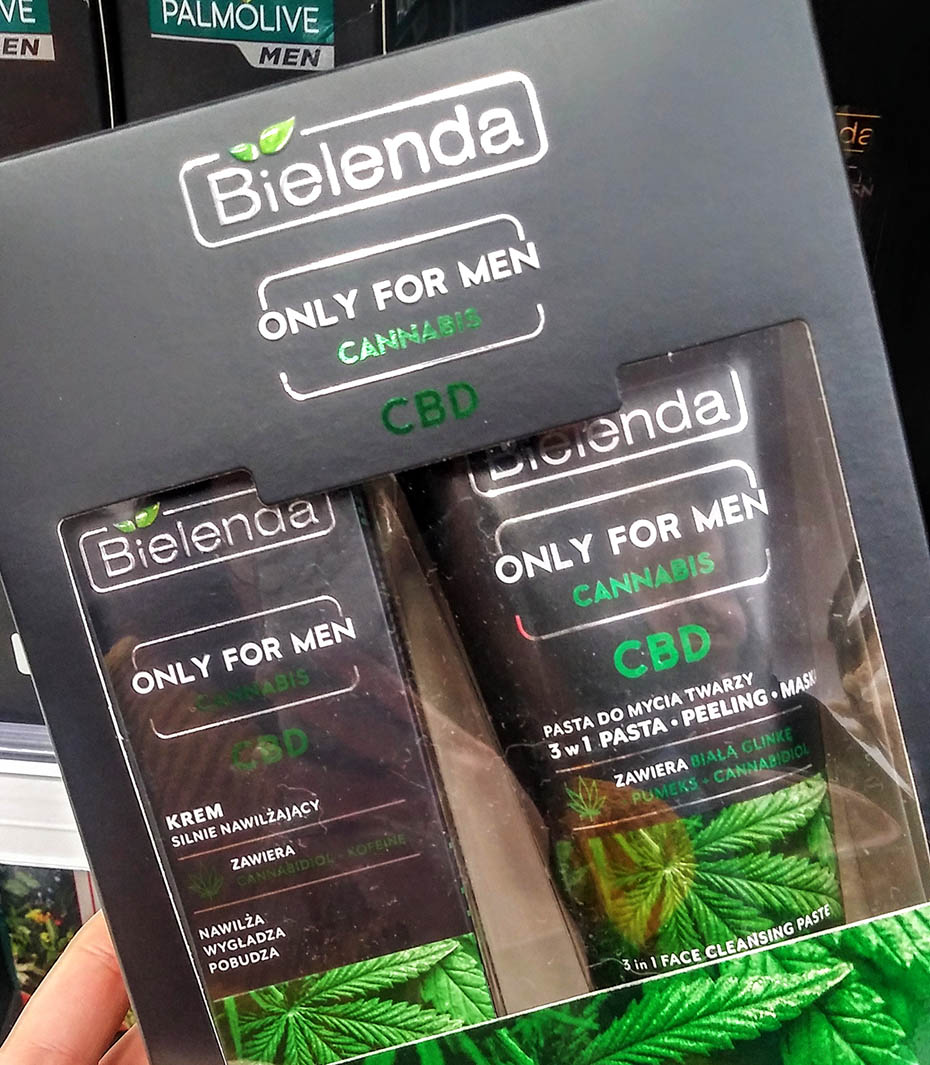 PALMOLIVE
MEN
VE
EN
Bielenda
ONLY FOR MEN
CANNABIS
CBD
Bielenda
ONLY FOR MEN
CANNABIS
CBD
KREM
SILNIE NAWILŻAJĄCY
ZAWIERA
CANNABIDIOL - KOFEINĘ
NAWILŻA
WYGŁADZA
POBUDZA
Bielenda
ONLY FOR MEN
CANNABIS
CBD
PASTA DO MYCIA TWARZY
3 w 1 PASTA • PEELING • MASK
ZAWIERA BIAŁĄ GLINKĘ
PUMEKS - CANNABIDIOL
3 in 1 FACE CLEANSING PASTE